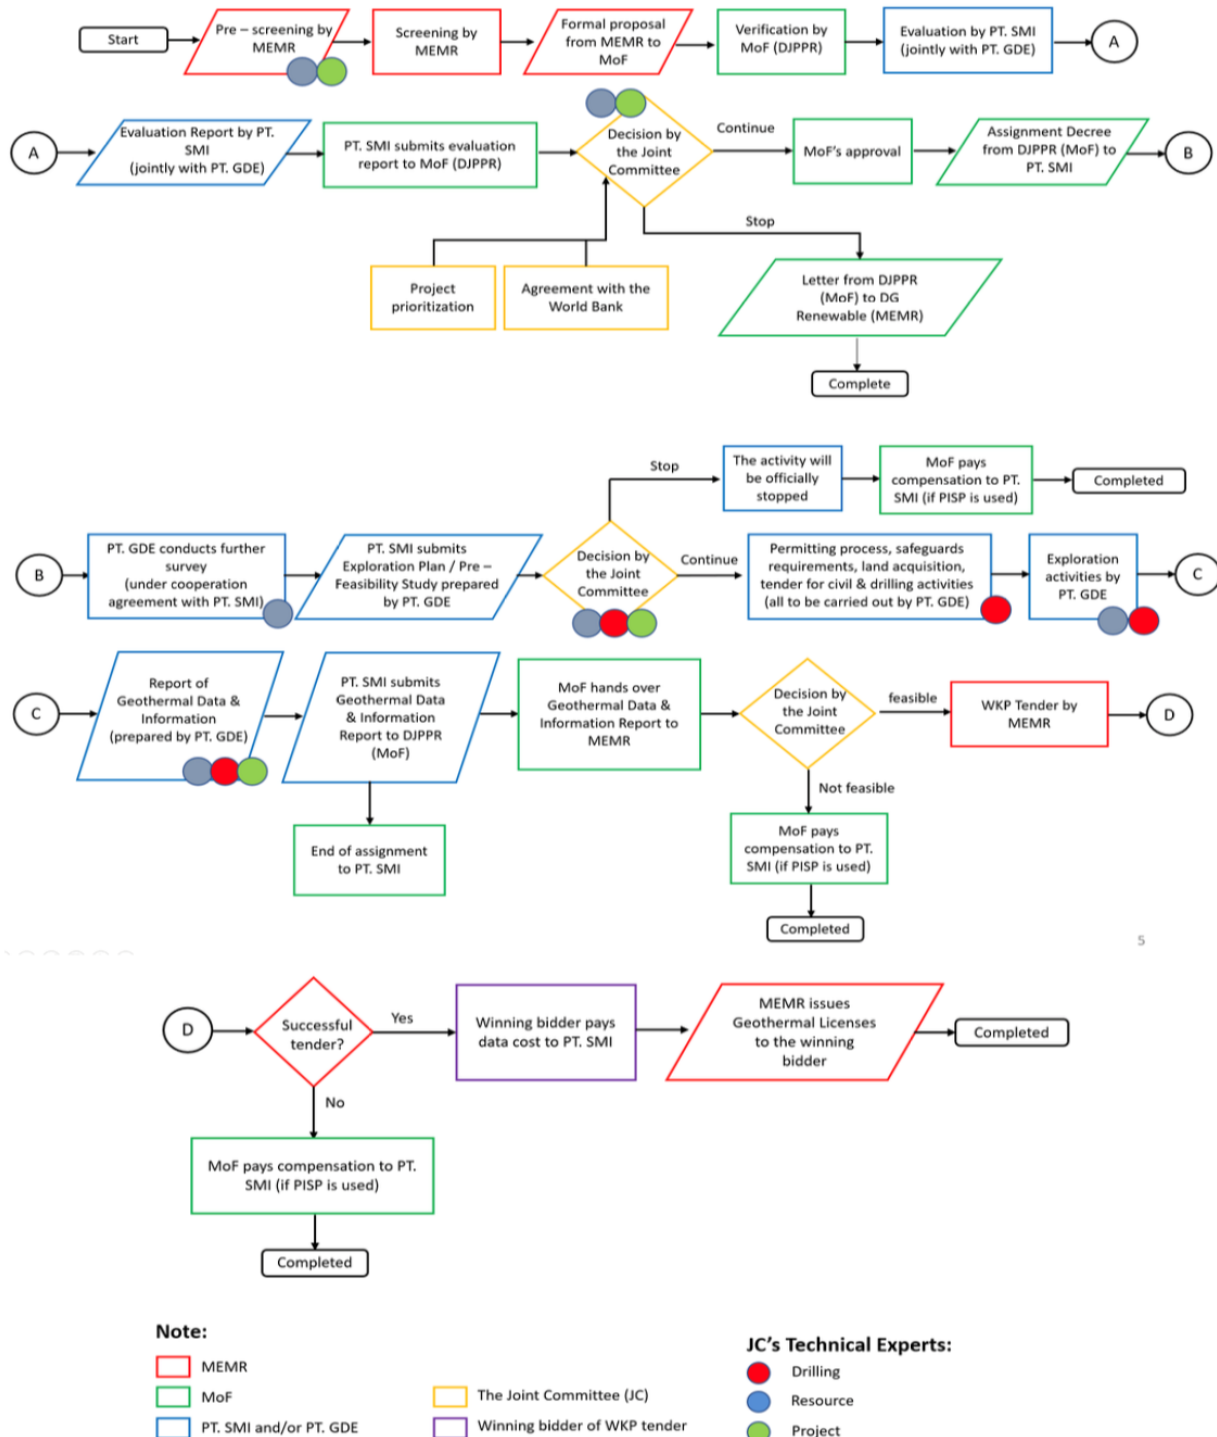 Start
Pre – screening by
MEMR
Screening by
MEMR
Formal proposal
from MEMR to
MoF
Verification by
MoF (DJPPR)
Evaluation by PT. SMI
(jointly with PT. GDE)
A
A
Evaluation Report by PT.
SMI
(jointly with PT. GDE)
PT. SMI submits evaluation
report to MoF (DJPPR)
Decision by
the Joint
Committee
Continue
MoF's approval
Assignment Decree
from DJPPR (MoF) to
PT. SMI
B
Stop
Project
prioritization
Agreement with the
World Bank
Letter from DJPPR
(MoF) to DG
Renewable (MEMR)
Complete
Stop
The activity will
be officially
stopped
MoF pays
compensation to PT.
SMI (if PISP is used)
Completed
B
PT. GDE conducts further
survey
(under cooperation
agreement with PT. SMI)
PT. SMI submits
Exploration Plan / Pre –
Feasibility Study prepared
by PT. GDE
Decision by
the Joint
Committee
Continue
Permitting process, safeguards
requirements, land acquisition,
tender for civil & drilling activities
(all to be carried out by PT. GDE)
Exploration
activities by
PT. GDE
C
C
Report of
Geothermal Data &
Information
(prepared by PT. GDE)
PT. SMI submits
Geothermal Data
& Information
Report to DJPPR
(MoF)
MoF hands over
Geothermal Data &
Information Report to
MEMR
Decision by
the Joint
Committee
feasible
WKP Tender by
MEMR
D
Not feasible
End of assignment
to PT. SMI
MoF pays
compensation to PT.
SMI (if PISP is used)
Completed
5
D
Successful
tender?
Yes
Winning bidder pays
data cost to PT. SMI
MEMR issues
Geothermal Licenses
to the winning
bidder
Completed
No
MoF pays compensation to PT.
SMI (if PISP is used)
Completed
Note:
MEMR
MoF
PT. SMI and/or PT. GDE
The Joint Committee (JC)
Winning bidder of WKP tender
JC's Technical Experts:
Drilling
Resource
Project